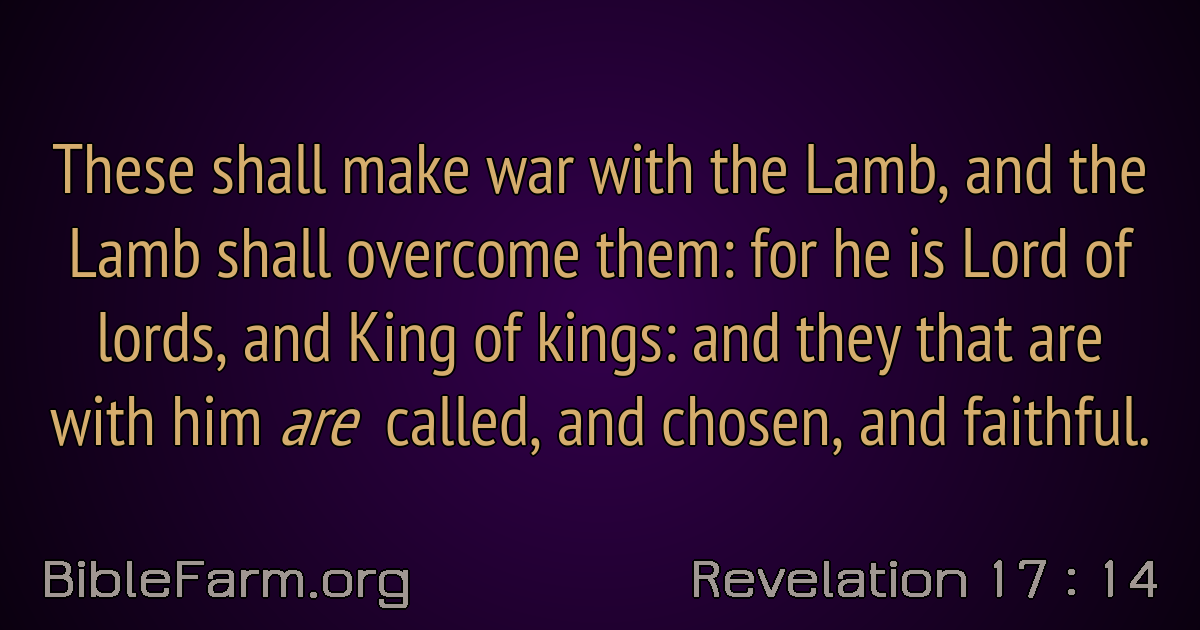 These shall make war with the Lamb, and the
Lamb shall overcome them: for he is Lord of
lords, and King of kings: and they that are
with him are called, and chosen, and faithful.
BibleFarm.org
Revelation 17 : 14